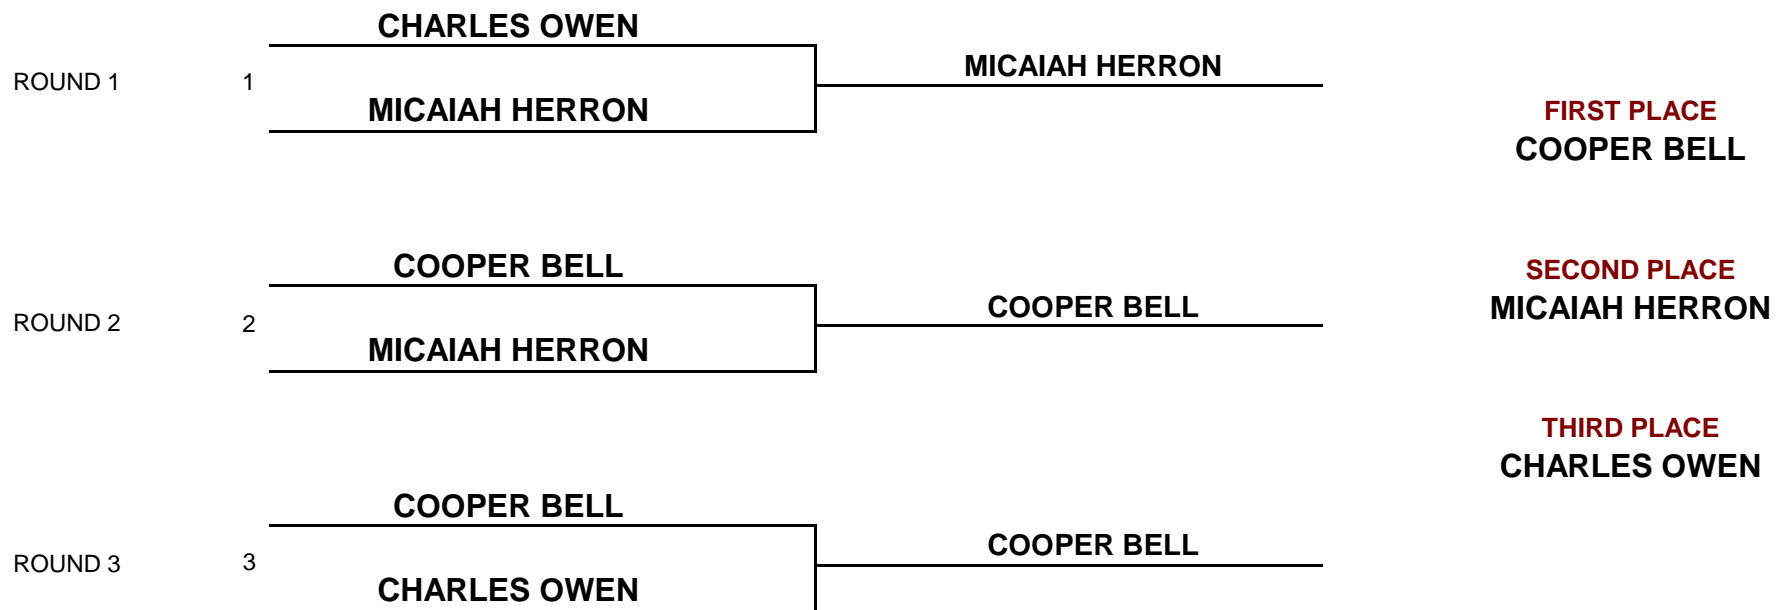 CHARLES OWEN
ROUND 1
1
MICAIAH HERRON
MICAIAH HERRON
FIRST PLACE
COOPER BELL
COOPER BELL
ROUND 2
2
MICAIAH HERRON
COOPER BELL
SECOND PLACE
MICAIAH HERRON
THIRD PLACE
CHARLES OWEN
COOPER BELL
ROUND 3
3
CHARLES OWEN
COOPER BELL